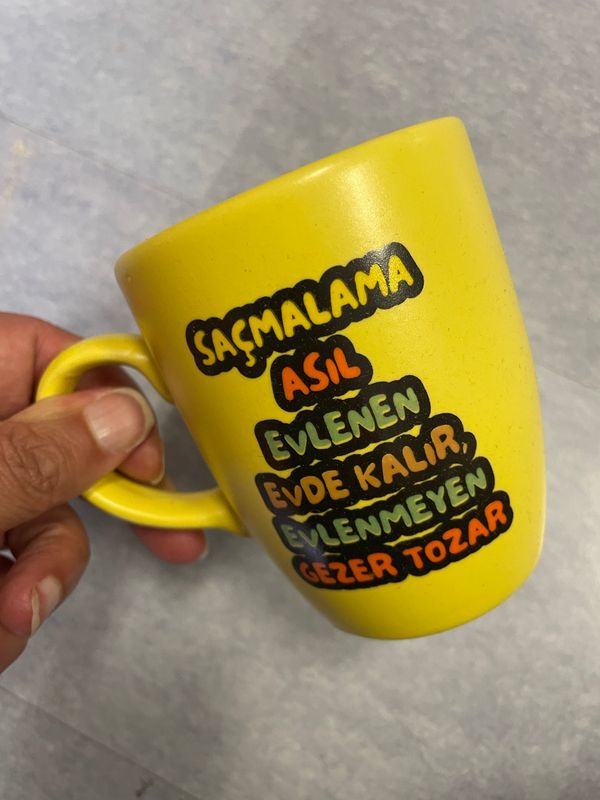 SAÇMALAMA
ASIL
EVLENEN
EVDE KALIR,
EVLENMEYEN
GEZER TOZAR